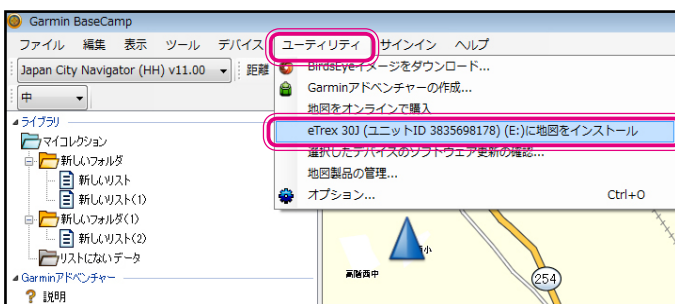 Garmin BaseCamp
ファイル 編集 表示 ツール デバイス ユーティリティ サインイン ヘルプ
Japan City Navigator (HH) v11.00 距離
中
BirdsEyeイメージをダウンロード...
Garminアドベンチャーの作成...
地図をオンラインで購入
eTrex 30J (ユニットID 3835698178) (E:)に地図をインストール
選択したデバイスのソフトウェア更新の確認...
地図製品の管理...
オプション... Ctrl+O
ライブラリ
マイコレクション
新しいフォルダ
新しいリスト
新しいリスト(1)
新しいフォルダ(1)
新しいリスト(2)
リストにないデータ
Garminアドベンチャー
説明
高階西中
小
254